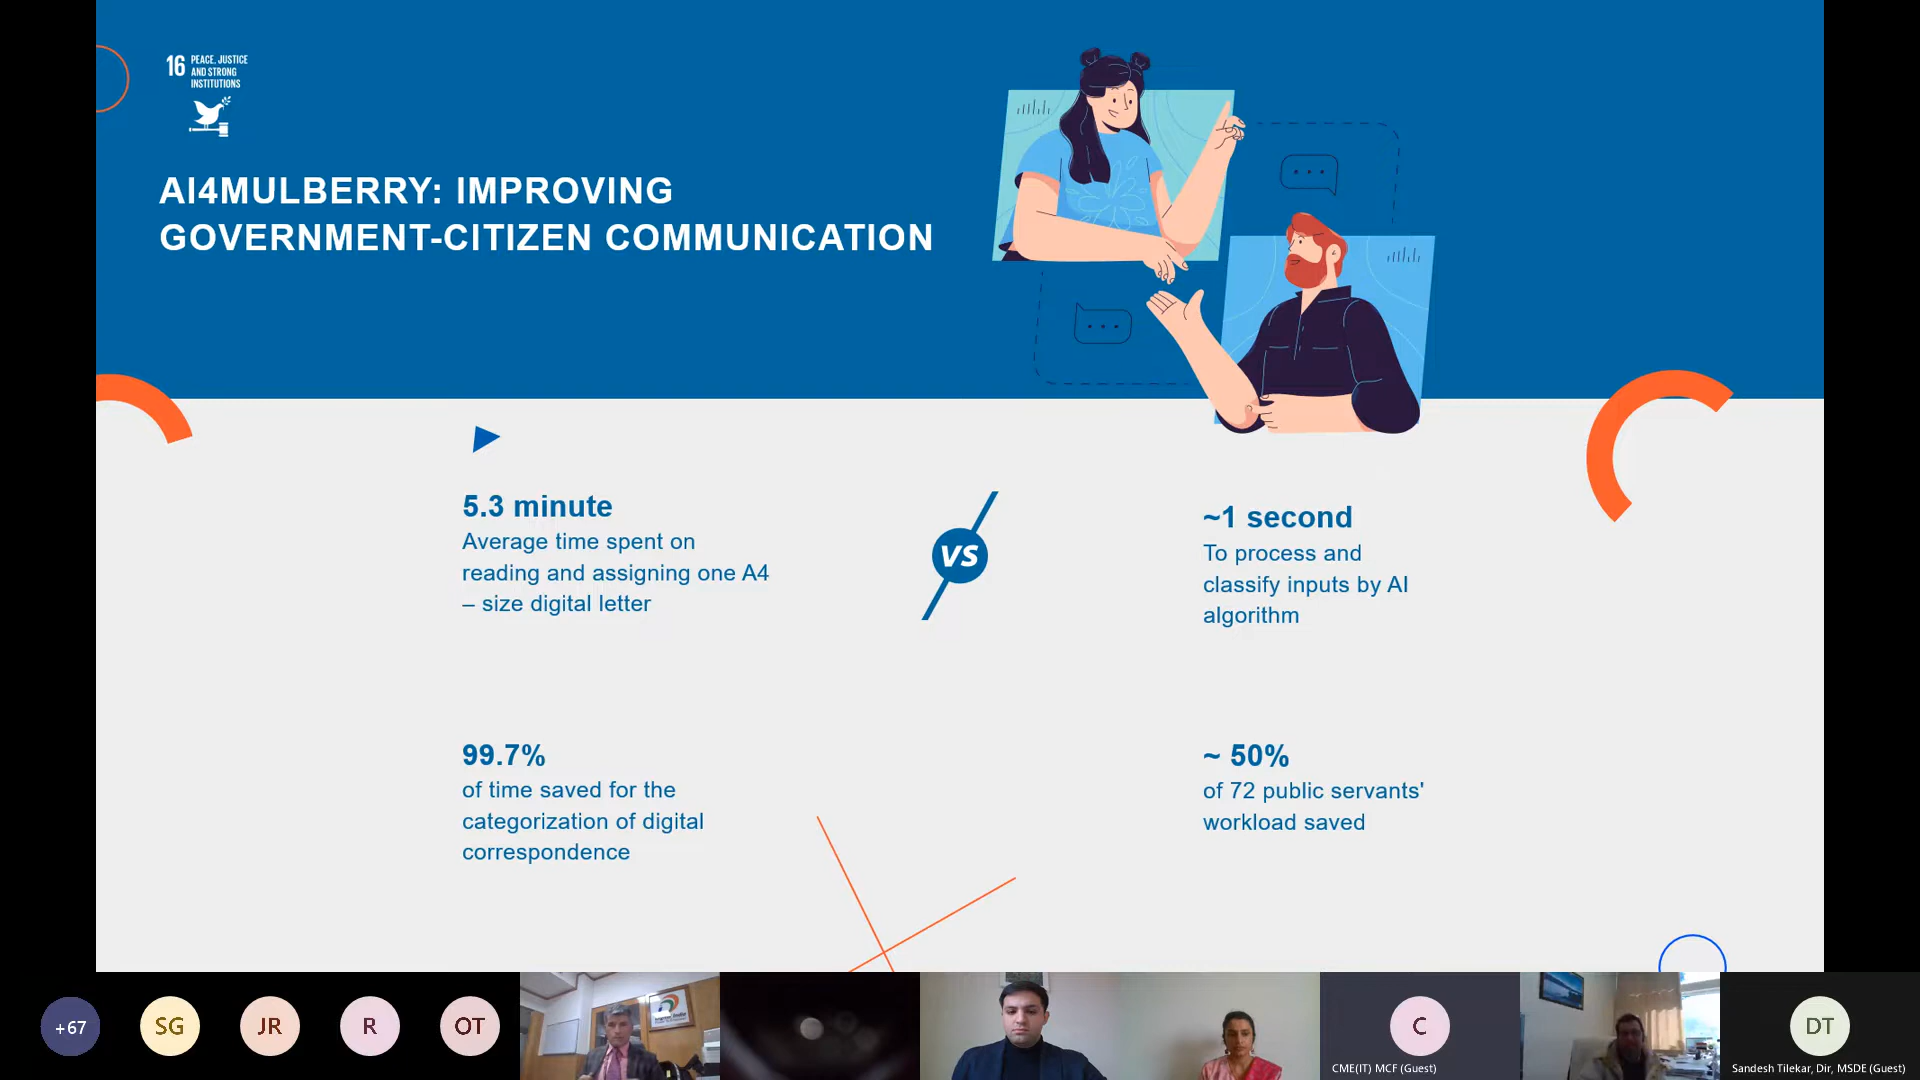 16 PEACE, JUSTICE
AND STRONG
INSTITUTIONS
AI4MULBERRY: IMPROVING
GOVERNMENT-CITIZEN COMMUNICATION
5.3 minute
Average time spent on
reading and assigning one A4
– size digital letter
VS
~1 second
To process and
classify inputs by AI
algorithm
99.7%
of time saved for the
categorization of digital
correspondence
~ 50%
of 72 public servants'
workload saved
+67
SG
JR
R
OT
C
CME(IT) MCF (Guest)
DT
Sandesh Tilekar, Dir, MSDE (Guest)